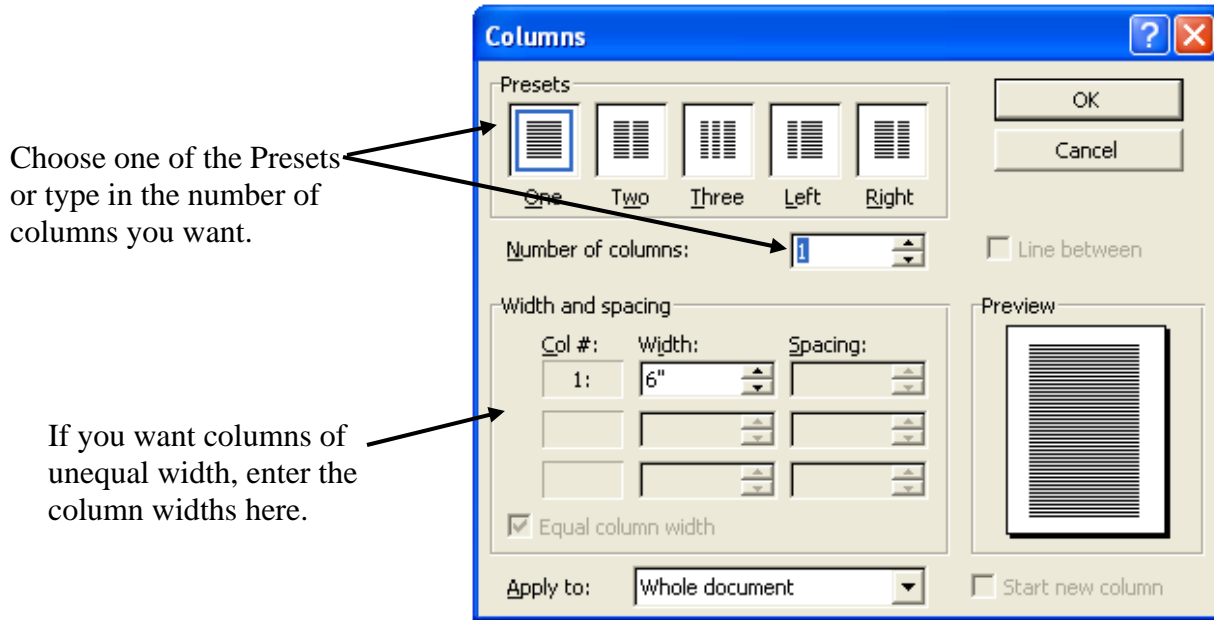 Columns
Presets
OK
Cancel
One Two Three Left Right
Choose one of the Presets
or type in the number of
columns you want.
Number of columns: 1
Line between
Width and spacing
Preview
Col #: Width: Spacing:
1: 6"
If you want columns of
unequal width, enter the
column widths here.
Equal column width
Apply to: Whole document
Start new column